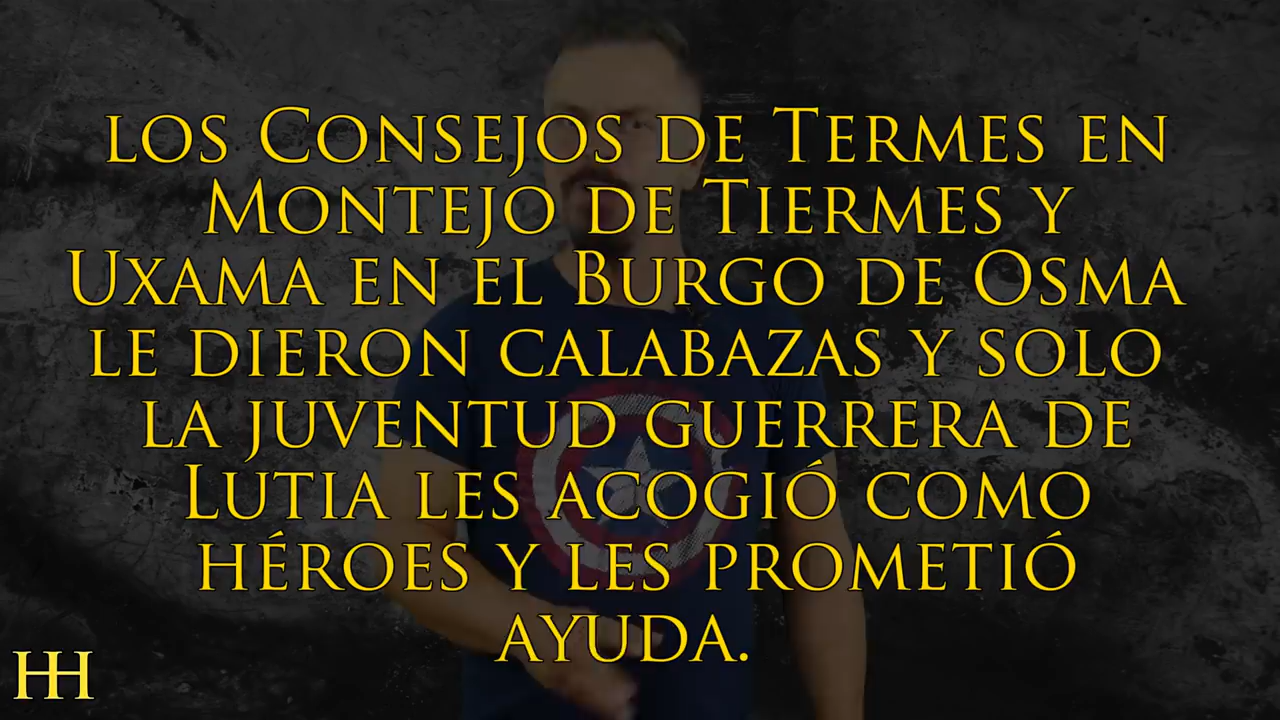 los Consejos de Termes en
Montejo de Tiermes y
Uxama en el Burgo de Osma
le dieron calabazas y solo
la juventud guerrera de
Lutia les acogió como
héroes y les prometió
ayuda.
HH